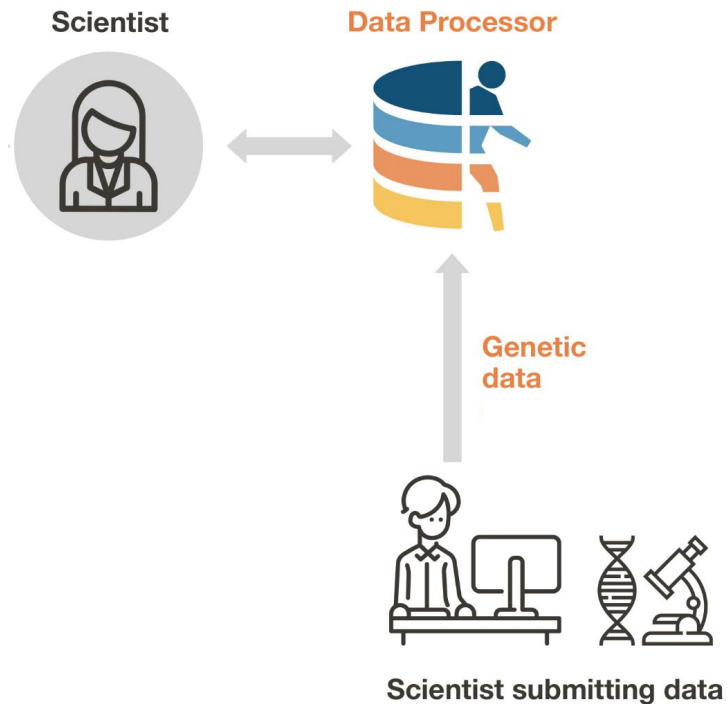 Scientist
Data Processor
Genetic
data
Scientist submitting data